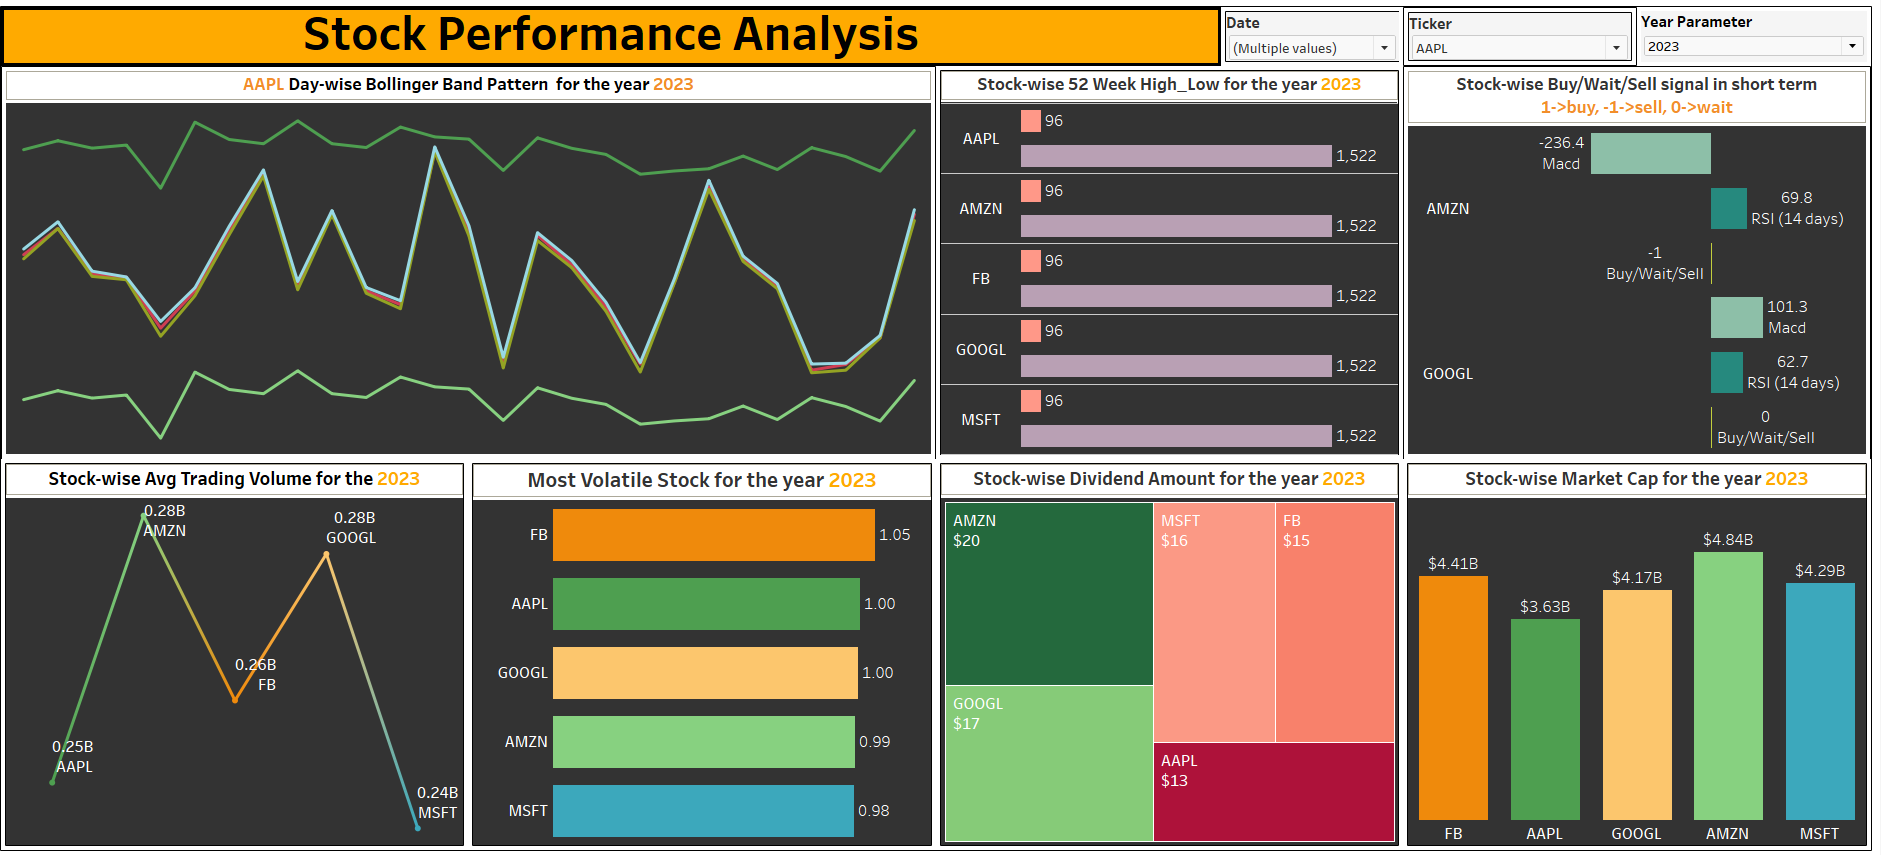 Stock Performance Analysis
Date
(Multiple values)
Ticker
AAPL
Year Parameter
2023
AAPL Day-wise Bollinger Band Pattern  for the year 2023
Stock-wise 52 Week High_Low for the year 2023
AAPL
96
1,522
AMZN
96
1,522
FB
96
1,522
GOOGL
96
1,522
MSFT
96
1,522
Stock-wise Buy/Wait/Sell signal in short term
1->buy, -1->sell, 0->wait
AMZN
-236.4
Macd
69.8
RSI (14 days)
-1
Buy/Wait/Sell
GOOGL
101.3
Macd
62.7
RSI (14 days)
0
Buy/Wait/Sell
Stock-wise Avg Trading Volume for the 2023
0.25B
AAPL
0.28B
AMZN
0.26B
FB
0.28B
GOOGL
0.24B
MSFT
Most Volatile Stock for the year 2023
FB
1.05
AAPL
1.00
GOOGL
1.00
AMZN
0.99
MSFT
0.98
Stock-wise Dividend Amount for the year 2023
AMZN
$20
GOOGL
$17
MSFT
$16
FB
$15
AAPL
$13
Stock-wise Market Cap for the year 2023
$4.41B
$3.63B
$4.17B
$4.84B
$4.29B
FB
AAPL
GOOGL
AMZN
MSFT